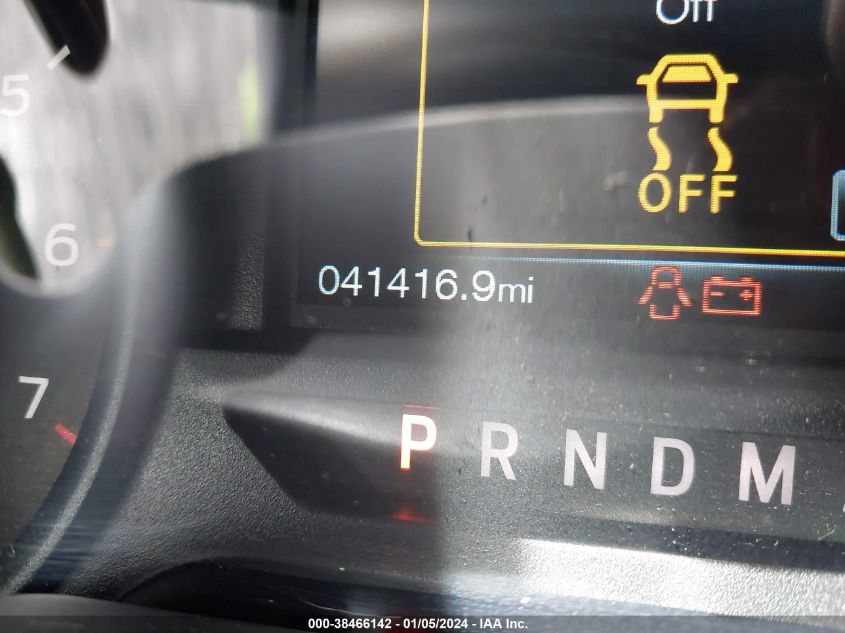 Off
5
OFF
6
041416.9mi
7
P R N D M
000-38466142 - 01/05/2024 - IAA Inc.